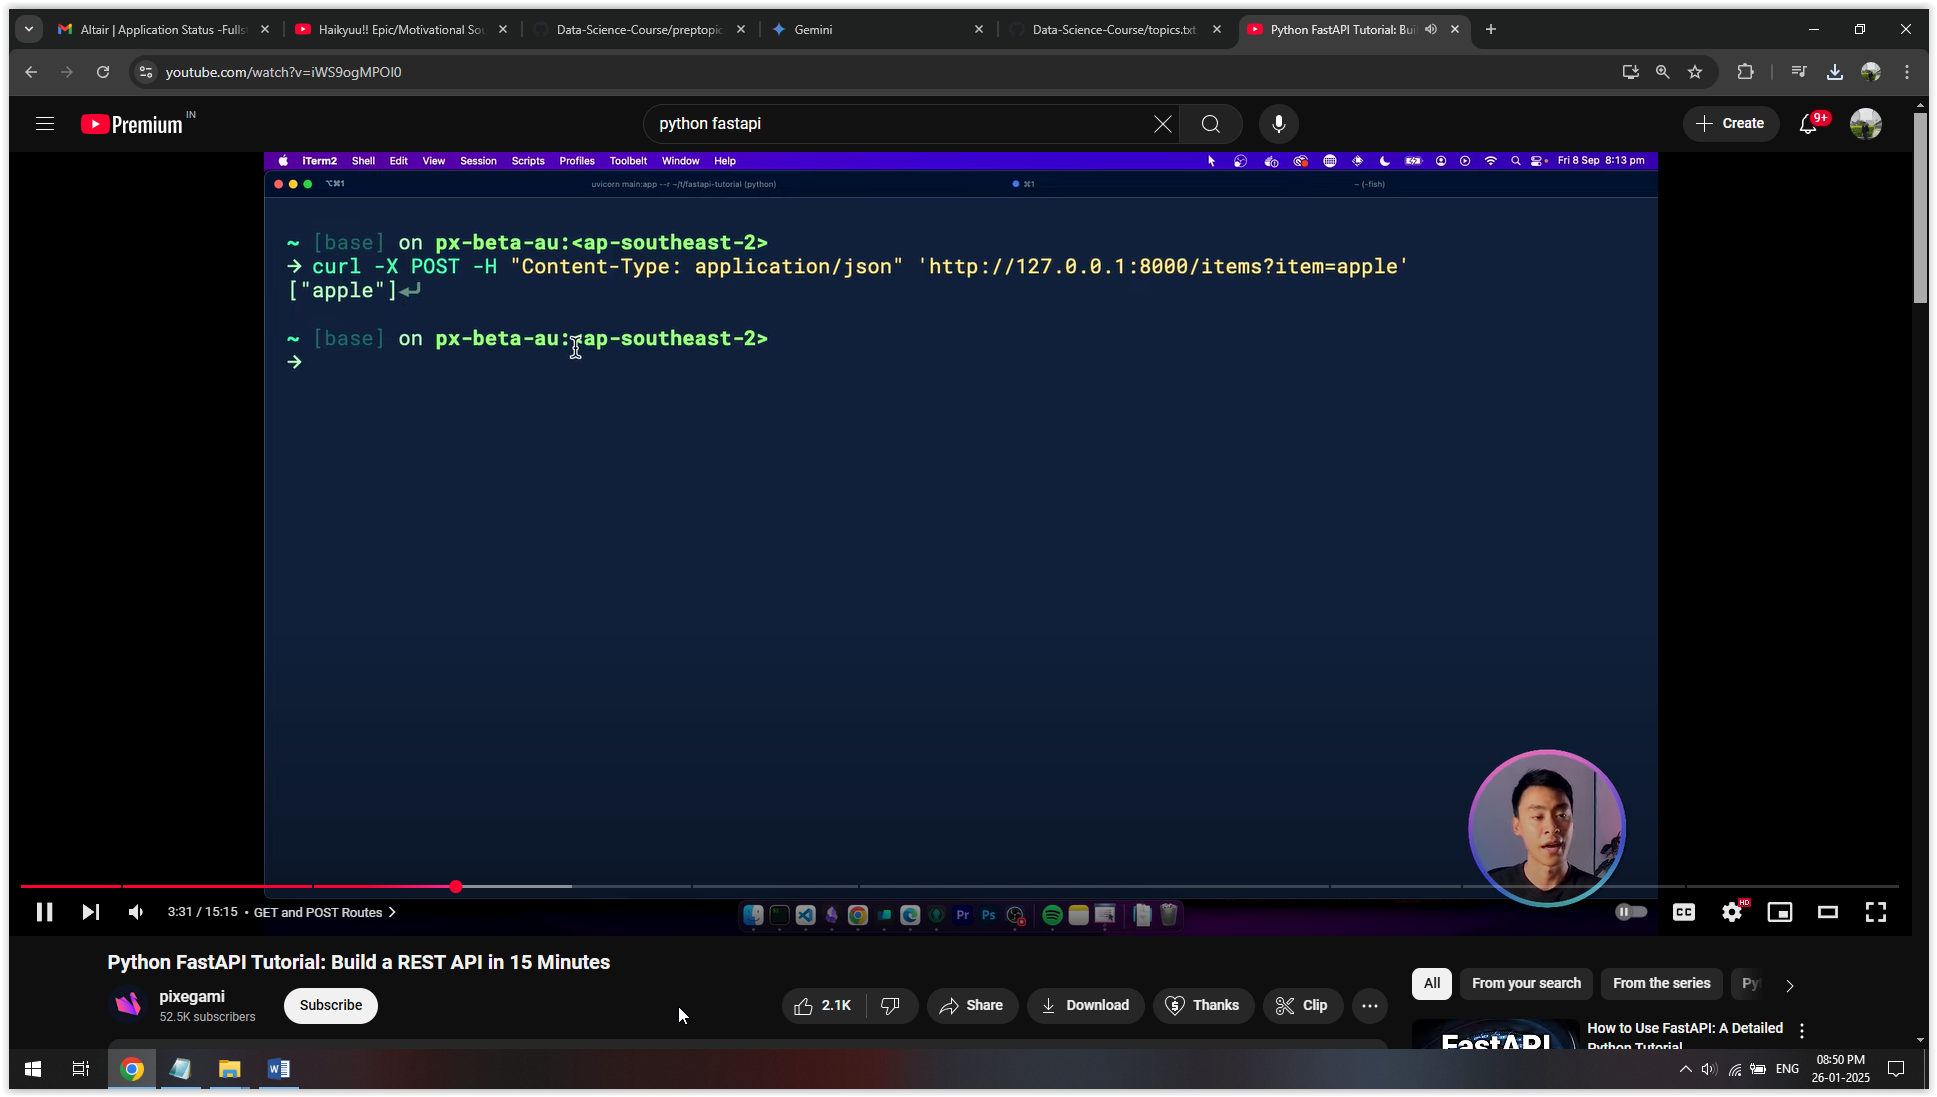 Altair | Application Status -Fulls
Haikyuu!! Epic/Motivational Sou
Data-Science-Course/preptopic
Gemini
Data-Science-Course/topics.txt
Python FastAPI Tutorial: Bui
youtube.com/watch?v=iWS9ogMPOI0
Premium IN
python fastapi
Create
9+
iTerm2 Shell Edit View Session Scripts Profiles Toolbelt Window Help
Fri 8 Sep 8:13 pm
⌥⌘1
uvicorn main:app --r ~/t/fastapi-tutorial (python)
⌘1
~ (-fish)
~ [base] on px-beta-au:<ap-southeast-2>
→ curl -X POST -H "Content-Type: application/json" 'http://127.0.0.1:8000/items?item=apple'
["apple"]⏎
~ [base] on px-beta-au:<ap-southeast-2>
→
3:31 / 15:15 • GET and POST Routes
Pr Ps
CC
HD
Python FastAPI Tutorial: Build a REST API in 15 Minutes
pixegami
52.5K subscribers
Subscribe
2.1K
Share
Download
Thanks
Clip
All
From your search
From the series
Py
FastAPI
How to Use FastAPI: A Detailed
Python Tutorial
W
ENG
08:50 PM
26-01-2025